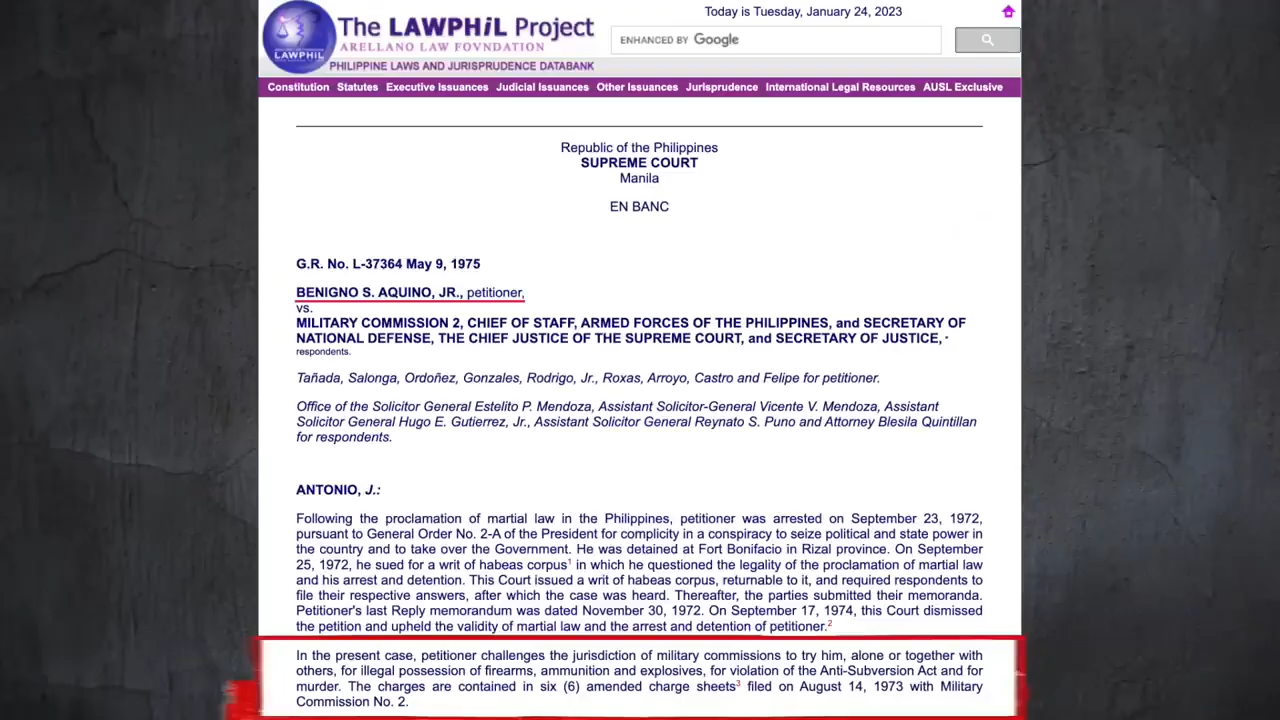 The LAWPHiL Project
ARELLANO LAW FOUNDATION
LAWPHIL
PHILIPPINE LAWS AND JURISPRUDENCE DATABANK
Today is Tuesday, January 24, 2023
ENHANCED BY Google
Constitution Statutes Executive Issuances Judicial Issuances Other Issuances Jurisprudence International Legal Resources AUSL Exclusive
Republic of the Philippines
SUPREME COURT
Manila
EN BANC
G.R. No. L-37364 May 9, 1975
BENIGNO S. AQUINO, JR., petitioner,
vs.
MILITARY COMMISSION 2, CHIEF OF STAFF, ARMED FORCES OF THE PHILIPPINES, and SECRETARY OF
NATIONAL DEFENSE, THE CHIEF JUSTICE OF THE SUPREME COURT, and SECRETARY OF JUSTICE, *
respondents.
Tañada, Salonga, Ordoñez, Gonzales, Rodrigo, Jr., Roxas, Arroyo, Castro and Felipe for petitioner.
Office of the Solicitor General Estelito P. Mendoza, Assistant Solicitor-General Vicente V. Mendoza, Assistant
Solicitor General Hugo E. Gutierrez, Jr., Assistant Solicitor General Reynato S. Puno and Attorney Blesila Quintillan
for respondents.
ANTONIO, J.:
Following the proclamation of martial law in the Philippines, petitioner was arrested on September 23, 1972,
pursuant to General Order No. 2-A of the President for complicity in a conspiracy to seize political and state power in
the country and to take over the Government. He was detained at Fort Bonifacio in Rizal province. On September
25, 1972, he sued for a writ of habeas corpus1 in which he questioned the legality of the proclamation of martial law
and his arrest and detention. This Court issued a writ of habeas corpus, returnable to it, and required respondents to
file their respective answers, after which the case was heard. Thereafter, the parties submitted their memoranda.
Petitioner's last Reply memorandum was dated November 30, 1972. On September 17, 1974, this Court dismissed
the petition and upheld the validity of martial law and the arrest and detention of petitioner.2
In the present case, petitioner challenges the jurisdiction of military commissions to try him, alone or together with
others, for illegal possession of firearms, ammunition and explosives, for violation of the Anti-Subversion Act and for
murder. The charges are contained in six (6) amended charge sheets3 filed on August 14, 1973 with Military
Commission No. 2.